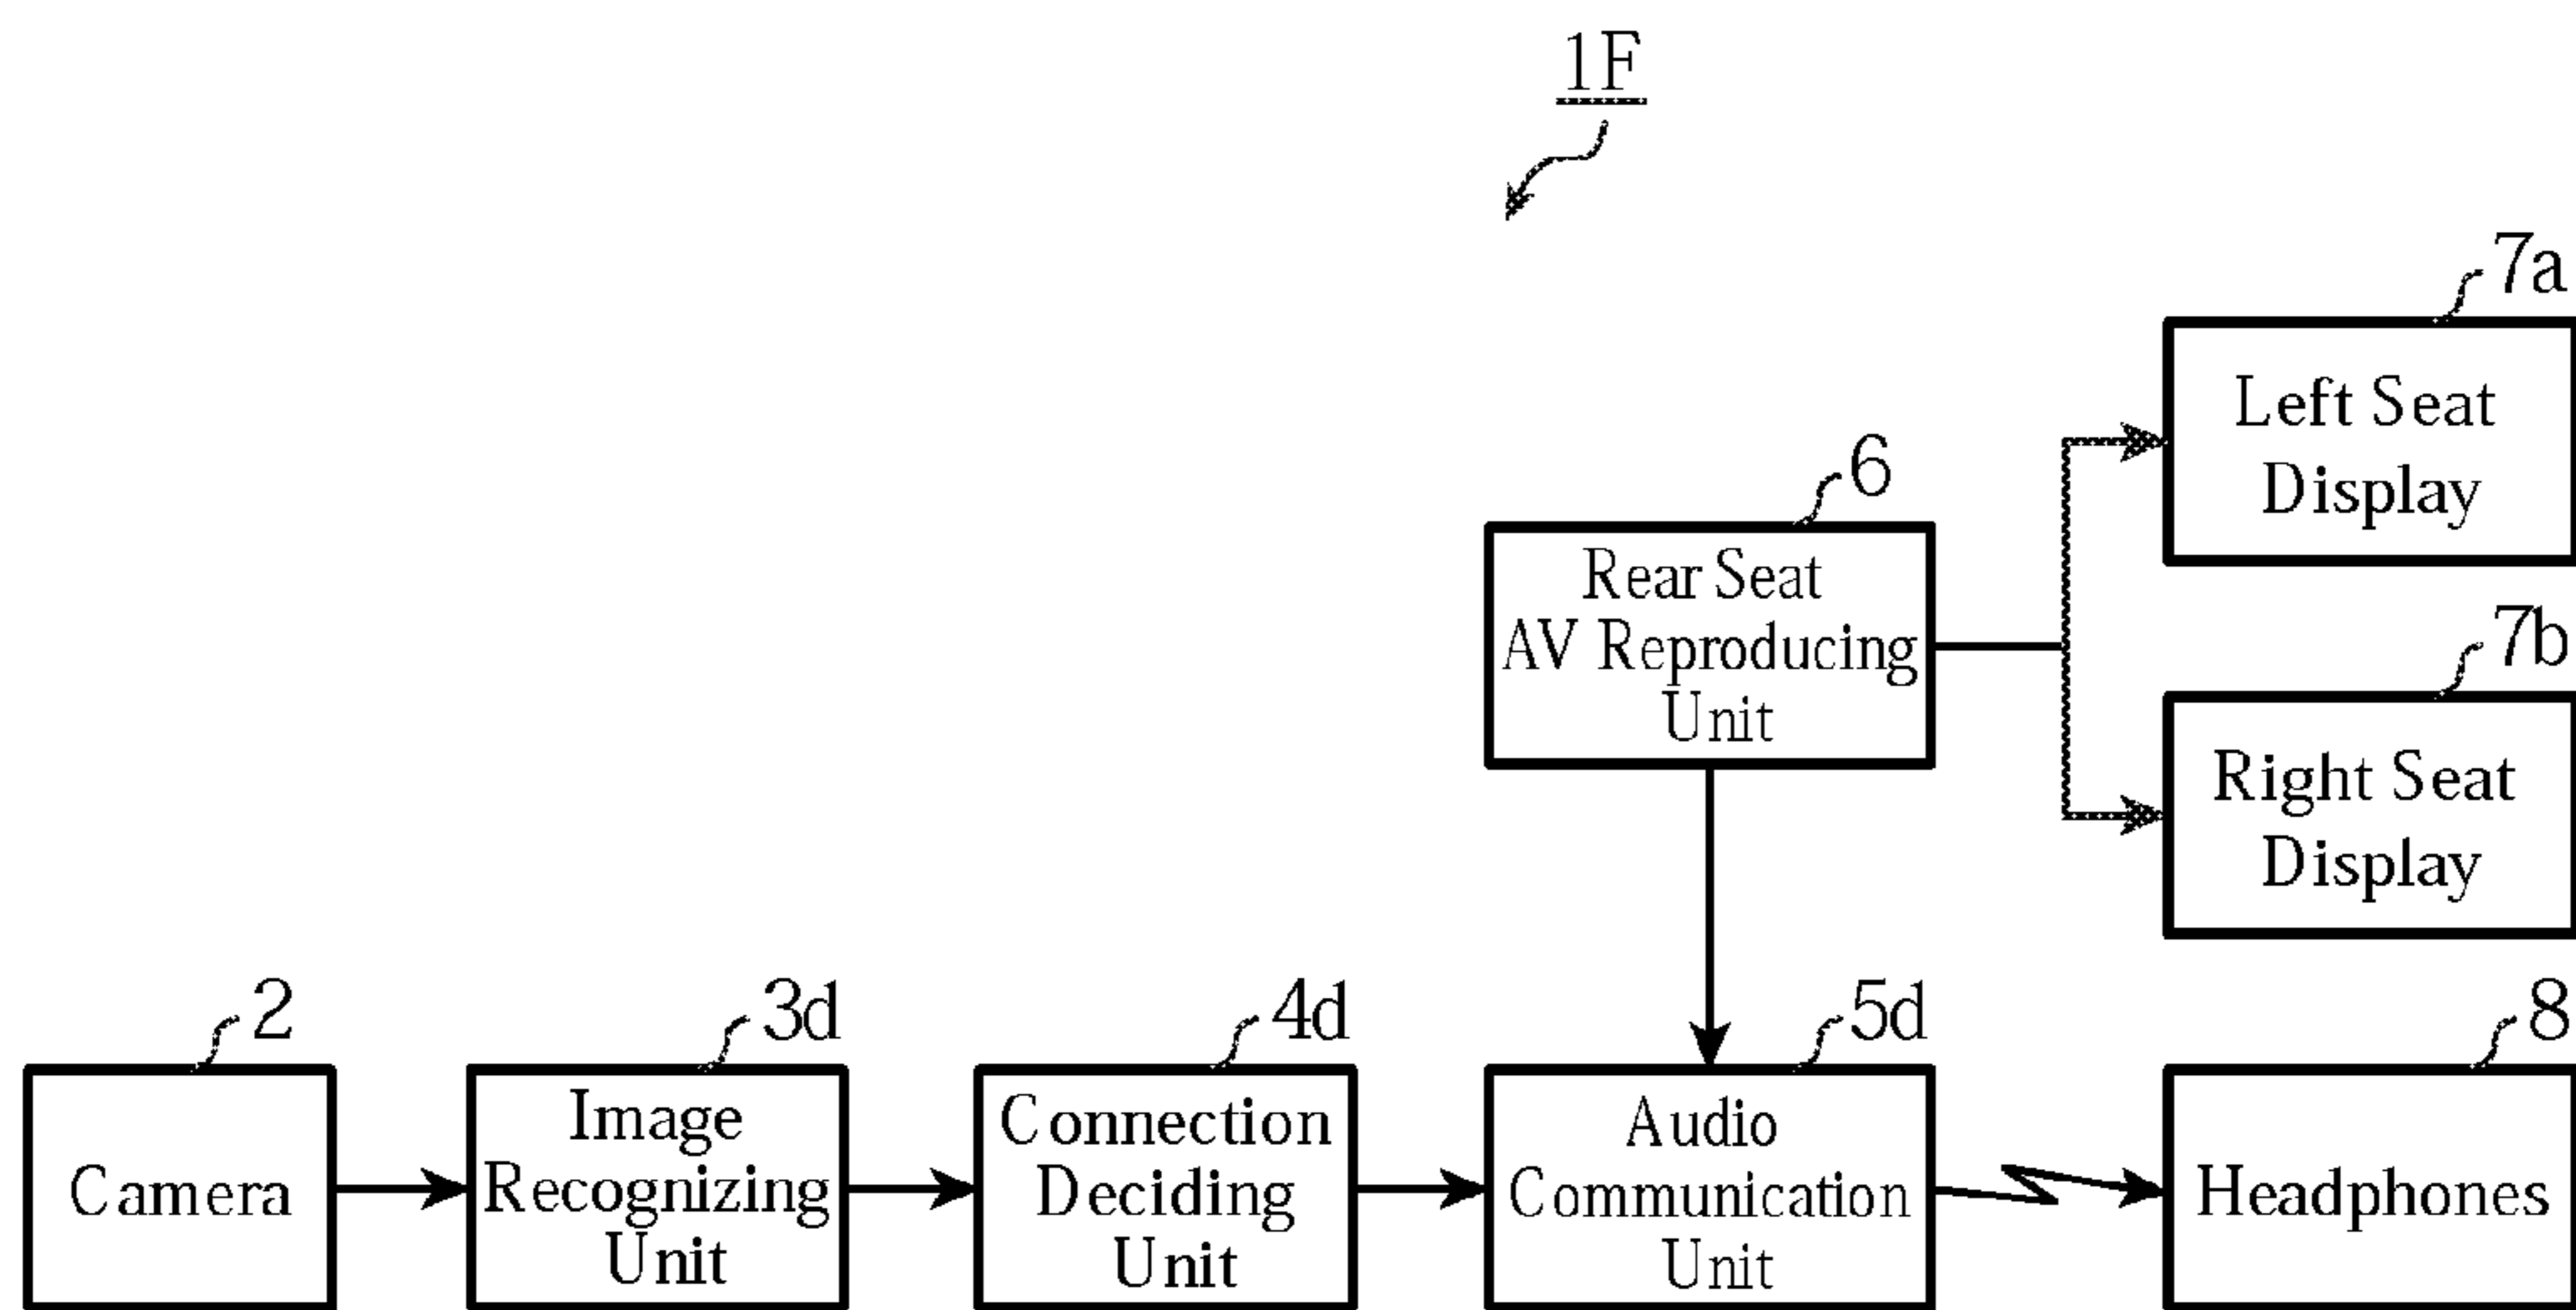 1F
7a
Left Seat
Display
6
Rear Seat
AV Reproducing
Unit
7b
Right Seat
Display
2
Camera
3d
Image
Recognizing
Unit
4d
Connection
Deciding
Unit
5d
Audio
Communication
Unit
8
Headphones